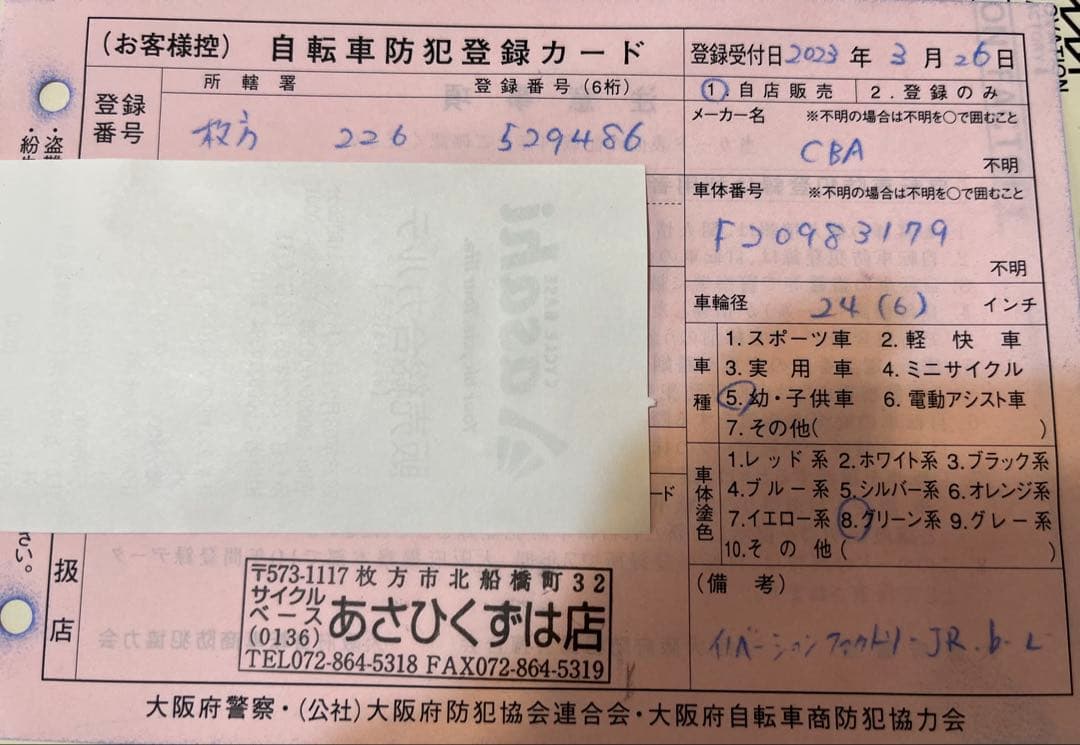 (お客様控) 自転車防犯登録カード
登録受付日 2023 年 3 月 26 日
所轄署 登録番号(6桁)
登録番号 枚方 226 529486
1.自店販売 2.登録のみ
メーカー名 ※不明の場合は不明を○で囲むこと
CBA 不明
車体番号 ※不明の場合は不明を○で囲むこと
F20983179
不明
車輪径 24 (6) インチ
車種
1.スポーツ車 2.軽快車
3.実用車 4.ミニサイクル
5.幼・子供車 6.電動アシスト車
7.その他( )
車体塗色
1.レッド系 2.ホワイト系 3.ブラック系
4.ブルー系 5.シルバー系 6.オレンジ系
7.イエロー系 8.グリーン系 9.グレー系
10.その他( )
(備考)
イノベーションファクトリーJR.b-L
・盗難
・紛失
さい。
ード
扱店
〒573-1117 枚方市北船橋町32
サイクルベース あさひくずは店
(0136)
TEL072-864-5318 FAX072-864-5319
大阪府警察・(公社)大阪府防犯協会連合会・大阪府自転車商防犯協力会